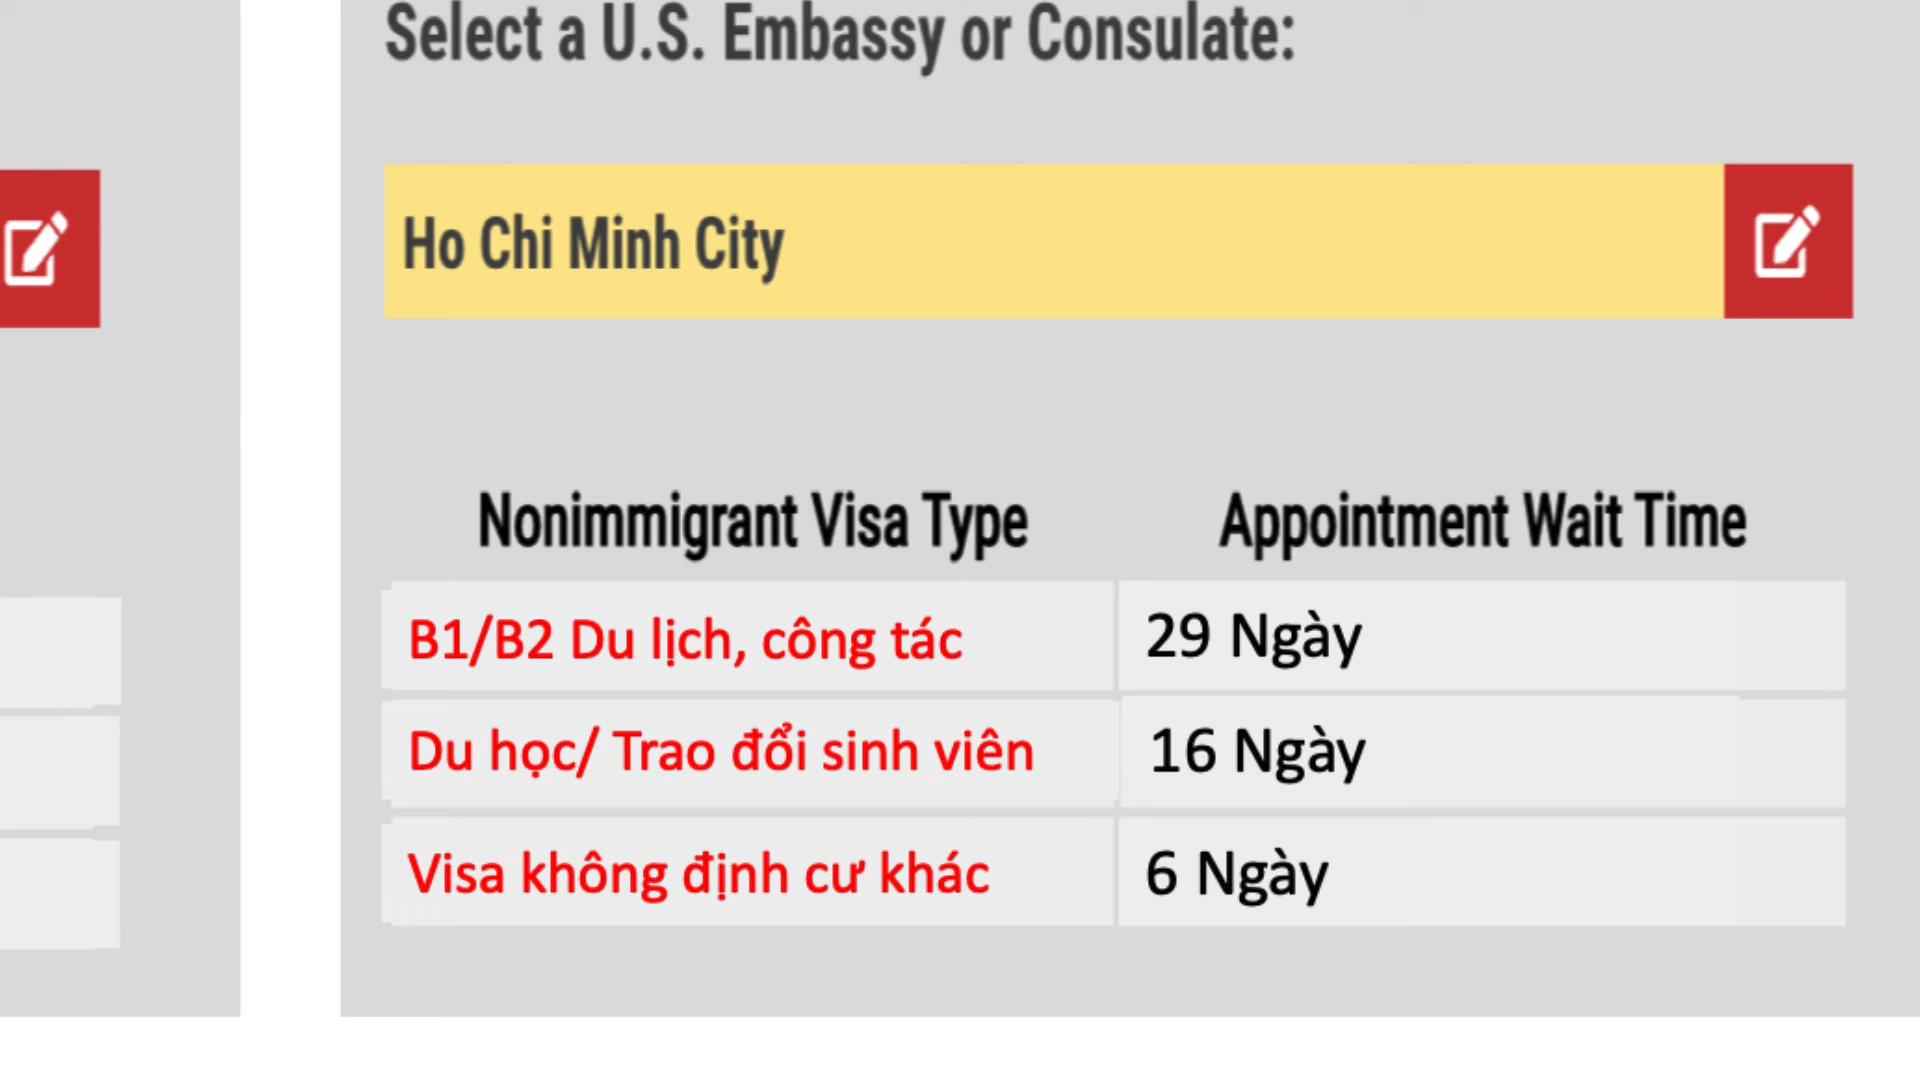 Select a U.S. Embassy or Consulate:
Ho Chi Minh City
Nonimmigrant Visa Type Appointment Wait Time
B1/B2 Du lịch, công tác 29 Ngày
Du học/ Trao đổi sinh viên 16 Ngày
Visa không định cư khác 6 Ngày